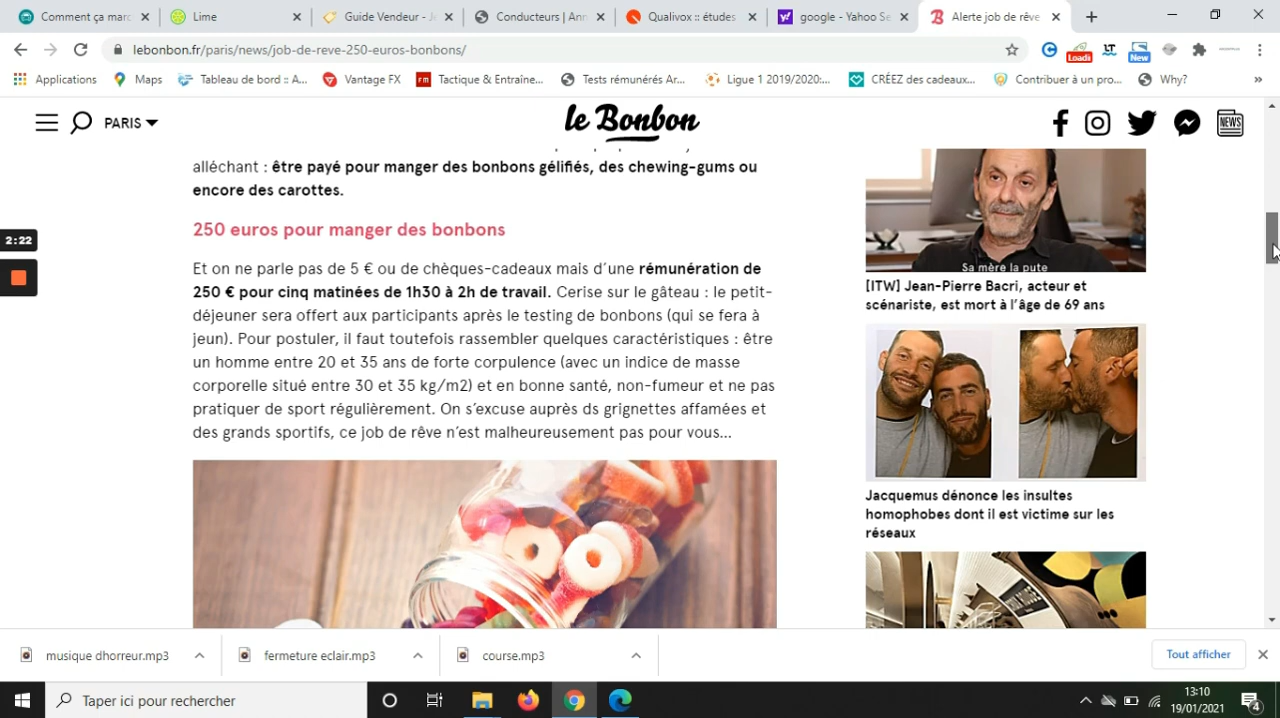 Comment ça marc
Lime
Guide Vendeur - J
Conducteurs | Ann
Qualivox :: études
google - Yahoo Se
Alerte job de rêve
lebonbon.fr/paris/news/job-de-reve-250-euros-bonbons/
Loadi
New
Applications
Maps
Tableau de bord :: A...
Vantage FX
Tactique & Entraîne...
Tests rémunérés Ar...
Ligue 1 2019/2020:...
CRÉEZ des cadeaux...
Contribuer à un pro...
Why?
PARIS
le Bonbon
NEWS
alléchant : être payé pour manger des bonbons gélifiés, des chewing-gums ou
encore des carottes.
250 euros pour manger des bonbons
Et on ne parle pas de 5 € ou de chèques-cadeaux mais d'une rémunération de
250 € pour cinq matinées de 1h30 à 2h de travail. Cerise sur le gâteau : le petit-
déjeuner sera offert aux participants après le testing de bonbons (qui se fera à
jeun). Pour postuler, il faut toutefois rassembler quelques caractéristiques : être
un homme entre 20 et 35 ans de forte corpulence (avec un indice de masse
corporelle situé entre 30 et 35 kg/m2) et en bonne santé, non-fumeur et ne pas
pratiquer de sport régulièrement. On s'excuse auprès ds grignettes affamées et
des grands sportifs, ce job de rêve n'est malheureusement pas pour vous...
Sa mère la pute
[ITW] Jean-Pierre Bacri, acteur et
scénariste, est mort à l'âge de 69 ans
Jacquemus dénonce les insultes
homophobes dont il est victime sur les
réseaux
2:22
musique dhorreur.mp3
fermeture eclair.mp3
course.mp3
Tout afficher
Taper ici pour rechercher
13:10
19/01/2021
4